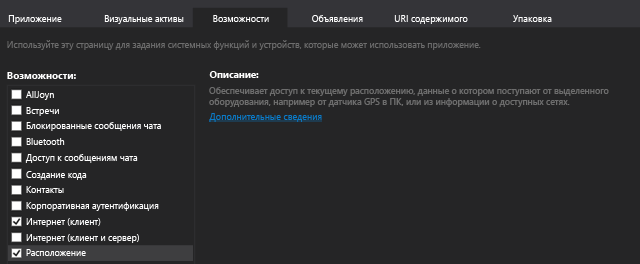 Приложение Визуальные активы Возможности Объявления URI содержимого Упаковка
Используйте эту страницу для задания системных функций и устройств, которые может использовать приложение.
Возможности:
AllJoyn
Встречи
Блокированные сообщения чата
Bluetooth
Доступ к сообщениям чата
Создание кода
Контакты
Корпоративная аутентификация
Интернет (клиент)
Интернет (клиент и сервер)
Расположение
Описание:
Обеспечивает доступ к текущему расположению, данные о котором поступают от выделенного
оборудования, например от датчика GPS в ПК, или из информации о доступных сетях.
Дополнительные сведения